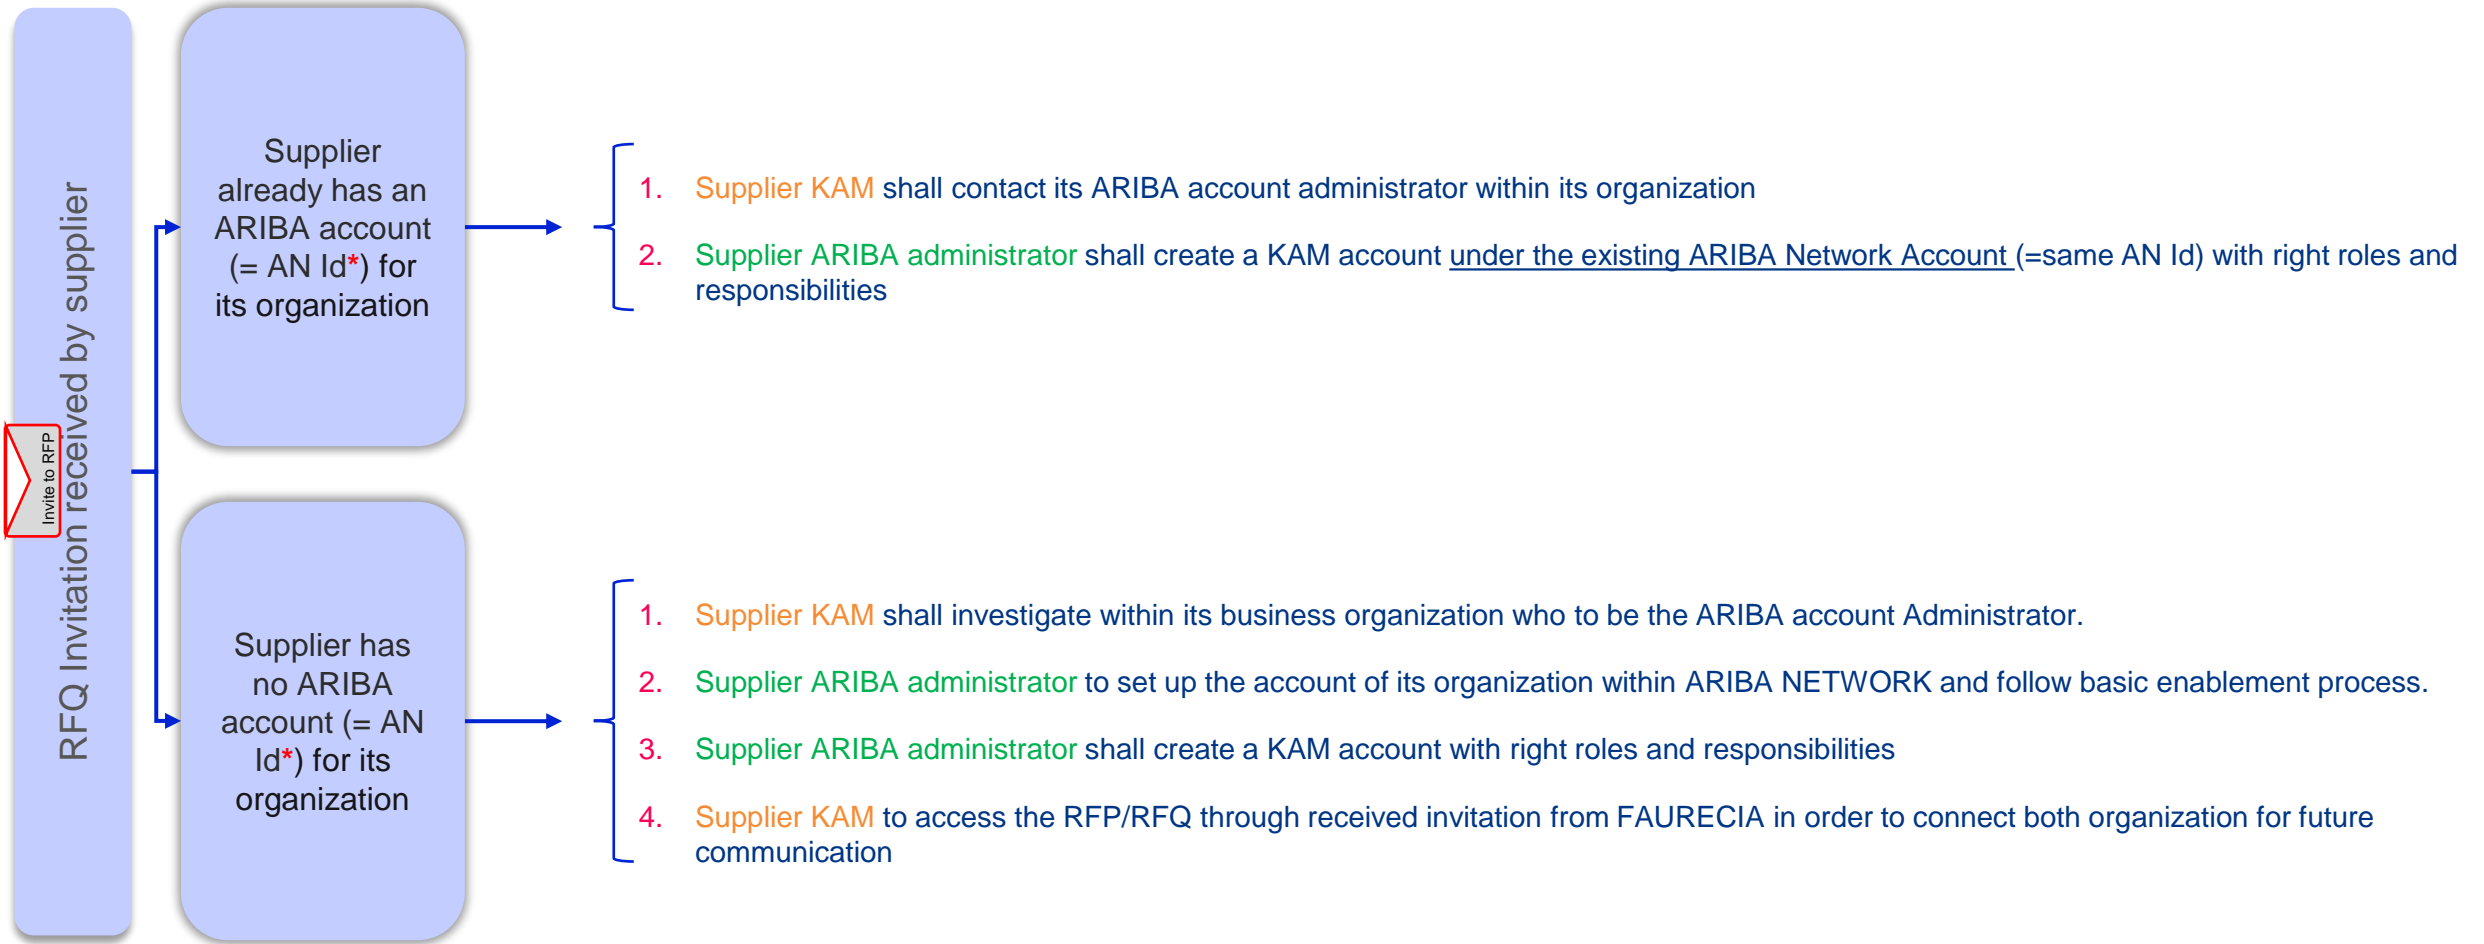 RFQ Invitation received by supplier
Invite to RFP
Supplier
already has an
ARIBA account
(= AN Id*) for
its organization
1. Supplier KAM shall contact its ARIBA account administrator within its organization
2. Supplier ARIBA administrator shall create a KAM account under the existing ARIBA Network Account (=same AN Id) with right roles and
responsibilities
Supplier has
no ARIBA
account (= AN
Id*) for its
organization
1. Supplier KAM shall investigate within its business organization who to be the ARIBA account Administrator.
2. Supplier ARIBA administrator to set up the account of its organization within ARIBA NETWORK and follow basic enablement process.
3. Supplier ARIBA administrator shall create a KAM account with right roles and responsibilities
4. Supplier KAM to access the RFP/RFQ through received invitation from FAURECIA in order to connect both organization for future
communication